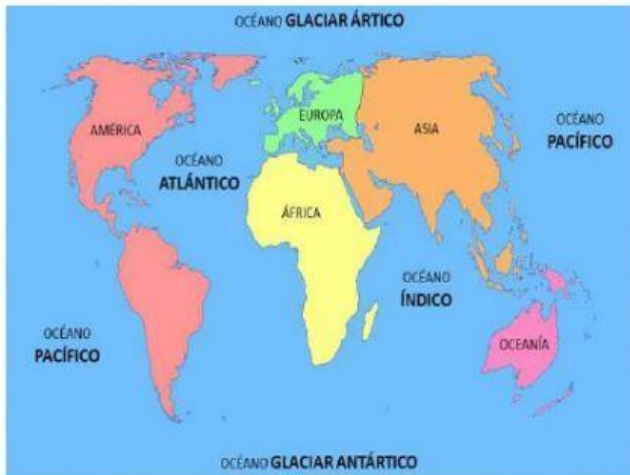 OCÉANO GLACIAR ÁRTICO
AMÉRICA
EUROPA
ASIA
OCÉANO
PACÍFICO
OCÉANO
ATLÁNTICO
ÁFRICA
OCÉANO
ÍNDICO
OCÉANO
PACÍFICO
OCEANÍA
OCÉANO GLACIAR ANTÁRTICO